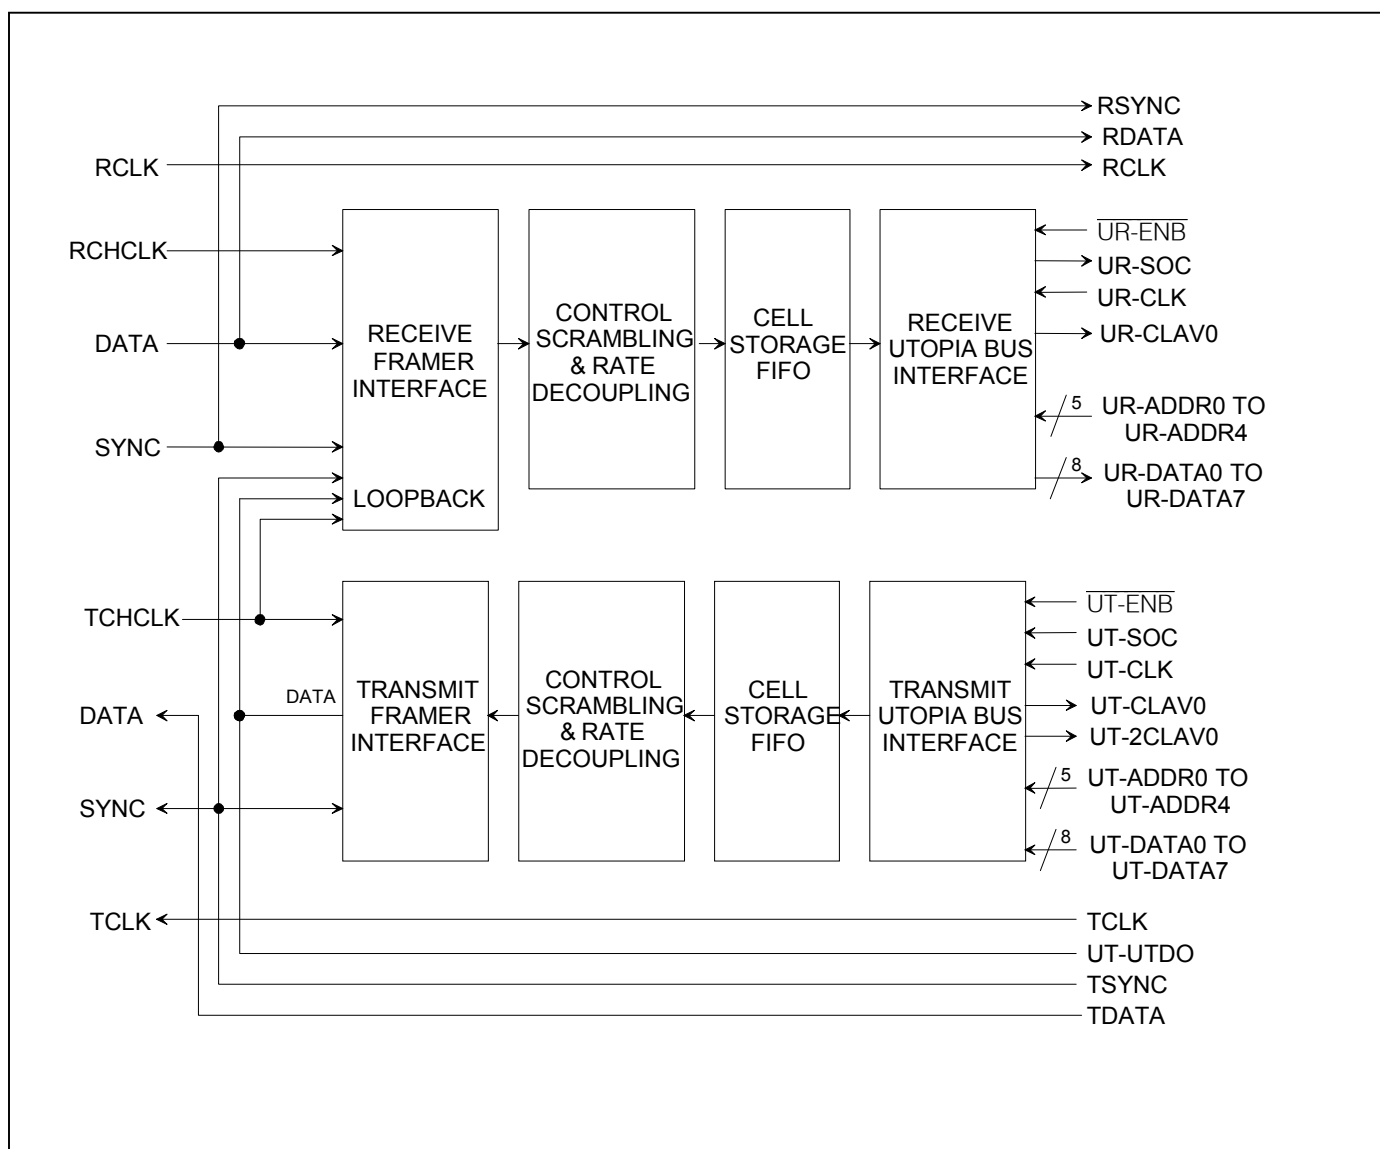 RSYNC
RDATA
RCLK
RCLK
RCHCLK
DATA
SYNC
RECEIVE
FRAMER
INTERFACE
LOOPBACK
CONTROL
SCRAMBLING
& RATE
DECOUPLING
CELL
STORAGE
FIFO
RECEIVE
UTOPIA BUS
INTERFACE
UR-ENB
UR-SOC
UR-CLK
UR-CLAV0
5
UR-ADDR0 TO
UR-ADDR4
8
UR-DATA0 TO
UR-DATA7
TCHCLK
DATA
SYNC
TCLK
DATA
TRANSMIT
FRAMER
INTERFACE
CONTROL
SCRAMBLING
& RATE
DECOUPLING
CELL
STORAGE
FIFO
TRANSMIT
UTOPIA BUS
INTERFACE
UT-ENB
UT-SOC
UT-CLK
UT-CLAV0
UT-2CLAV0
5
UT-ADDR0 TO
UT-ADDR4
8
UT-DATA0 TO
UT-DATA7
TCLK
UT-UTDO
TSYNC
TDATA